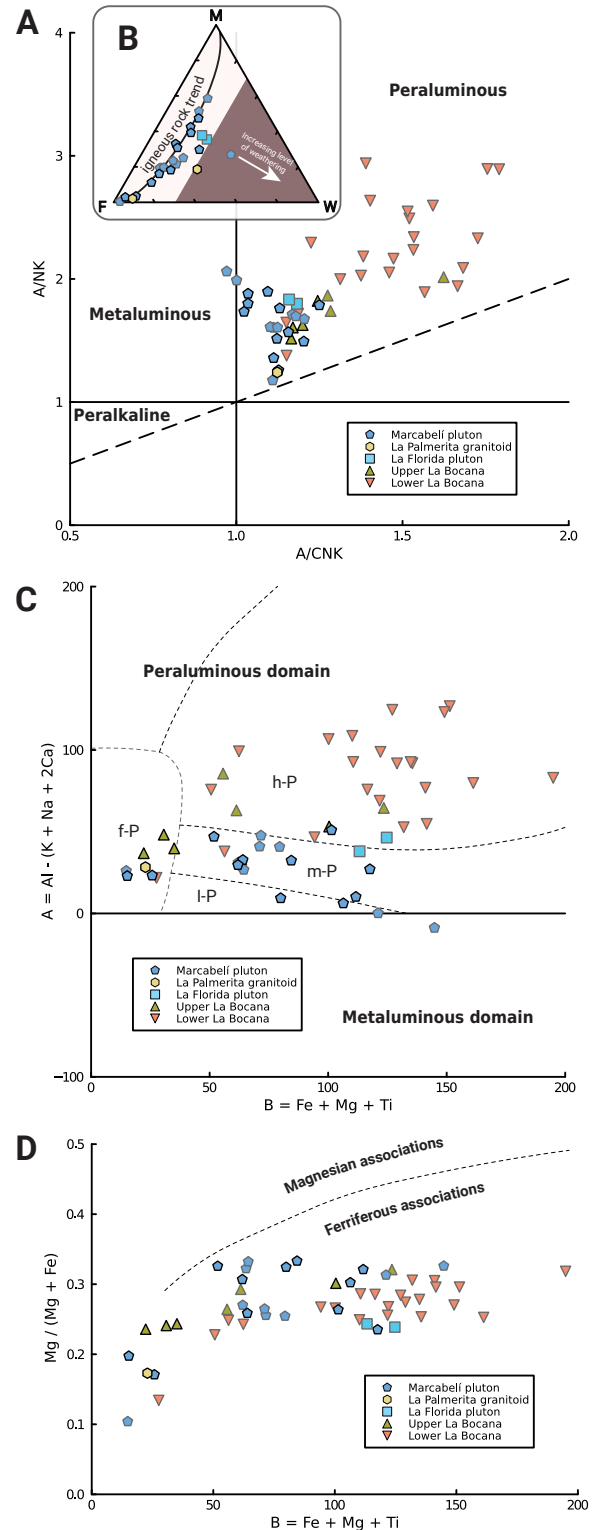 A
B
M
Igneous rock trend
Increasing level
of weathering
F
W
4
3
2
1
0
A/NK
Peraluminous
Metaluminous
Peralkaline
Marcabelí pluton
La Palmerita granitoid
La Florida pluton
Upper La Bocana
Lower La Bocana
0.5
1.0
1.5
2.0
A/CNK
C
200
100
0
−100
A = Al - (K + Na + 2Ca)
Peraluminous domain
h-P
f-P
m-P
l-P
Marcabelí pluton
La Palmerita granitoid
La Florida pluton
Upper La Bocana
Lower La Bocana
Metaluminous domain
0
50
100
150
200
B = Fe + Mg + Ti
D
0.5
0.4
0.3
0.2
0.1
0.0
Mg / (Mg + Fe)
Magnesian associations
Ferriferous associations
Marcabelí pluton
La Palmerita granitoid
La Florida pluton
Upper La Bocana
Lower La Bocana
0
50
100
150
200
B = Fe + Mg + Ti